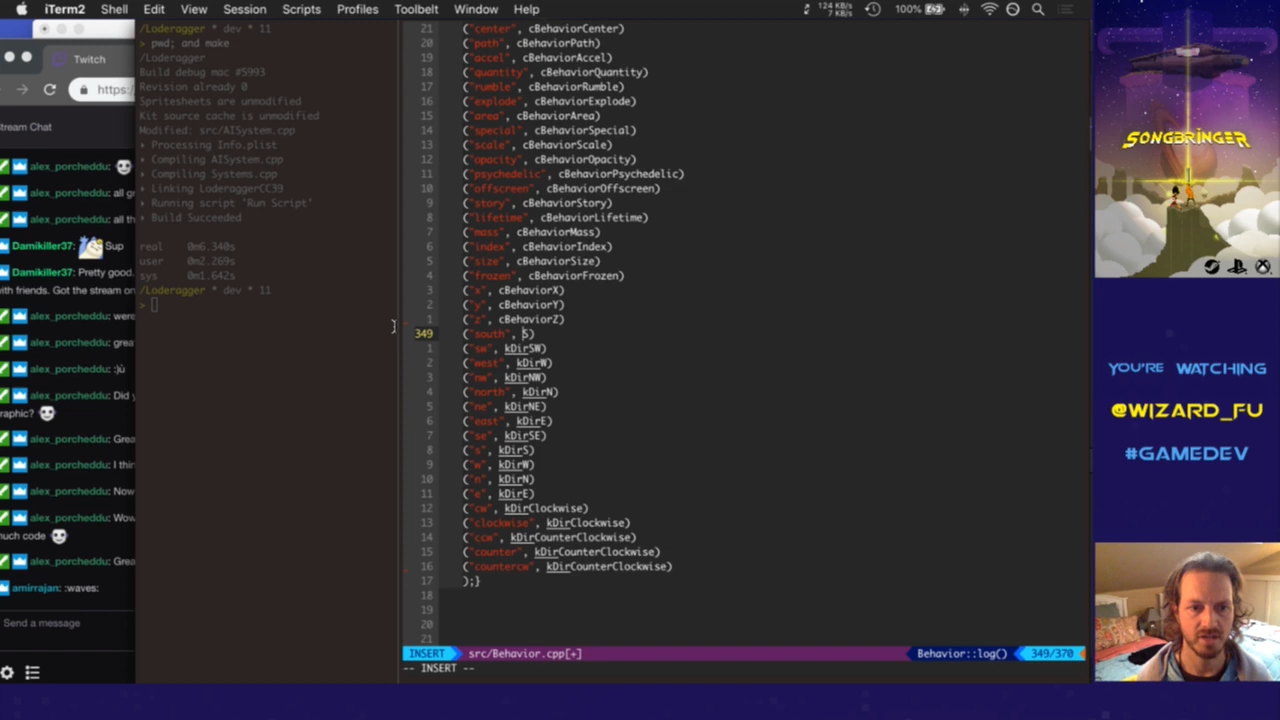 iTerm2 Shell Edit View Session Scripts Profiles Toolbelt Window Help
124 KB/s
7 KB/s
100%
Twitch
https:
tream Chat
alex_porcheddu:
alex_porcheddu: all gr
alex_porcheddu: all th
Damikiller37: Sup
Damikiller37: Pretty good.
with friends. Got the stream on
alex_porcheddu: were
alex_porcheddu: grea
alex_porcheddu: :)ù
alex_porcheddu: Did y
raphic?
alex_porcheddu: Grea
alex_porcheddu: I thin
alex_porcheddu: Now
alex_porcheddu: Wow
much code
alex_porcheddu: Grea
amirrajan: :waves:
Send a message
/Loderagger * dev * 11
> pwd; and make
/Loderagger
Build debug mac #5993
Revision already 0
Spritesheets are unmodified
Kit source cache is unmodified
Modified: src/AISystem.cpp
Processing Info.plist
Compiling AISystem.cpp
Compiling Systems.cpp
Linking LoderaggerCC39
Running script 'Run Script'
Build Succeeded
real 0m6.340s
user 0m2.269s
sys 0m1.642s
/Loderagger * dev * 11
>
21 ("center", cBehaviorCenter)
20 ("path", cBehaviorPath)
19 ("accel", cBehaviorAccel)
18 ("quantity", cBehaviorQuantity)
17 ("rumble", cBehaviorRumble)
16 ("explode", cBehaviorExplode)
15 ("area", cBehaviorArea)
14 ("special", cBehaviorSpecial)
13 ("scale", cBehaviorScale)
12 ("opacity", cBehaviorOpacity)
11 ("psychedelic", cBehaviorPsychedelic)
10 ("offscreen", cBehaviorOffscreen)
9 ("story", cBehaviorStory)
8 ("lifetime", cBehaviorLifetime)
7 ("mass", cBehaviorMass)
6 ("index", cBehaviorIndex)
5 ("size", cBehaviorSize)
4 ("frozen", cBehaviorFrozen)
3 ("x", cBehaviorX)
2 ("y", cBehaviorY)
1 ("z", cBehaviorZ)
349 ("south", S)
1 ("sw", kDirSW)
2 ("west", kDirW)
3 ("nw", kDirNW)
4 ("north", kDirN)
5 ("ne", kDirNE)
6 ("east", kDirE)
7 ("se", kDirSE)
8 ("s", kDirS)
9 ("w", kDirW)
10 ("n", kDirN)
11 ("e", kDirE)
12 ("cw", kDirClockwise)
13 ("clockwise", kDirClockwise)
14 ("ccw", kDirCounterClockwise)
15 ("counter", kDirCounterClockwise)
16 ("countercw", kDirCounterClockwise)
17 );}
18
19
20
21
INSERT src/Behavior.cpp[+] Behavior::log() 349/370
-- INSERT --
SONGBRINGER
YOU'RE WATCHING
@WIZARD_FU
#GAMEDEV